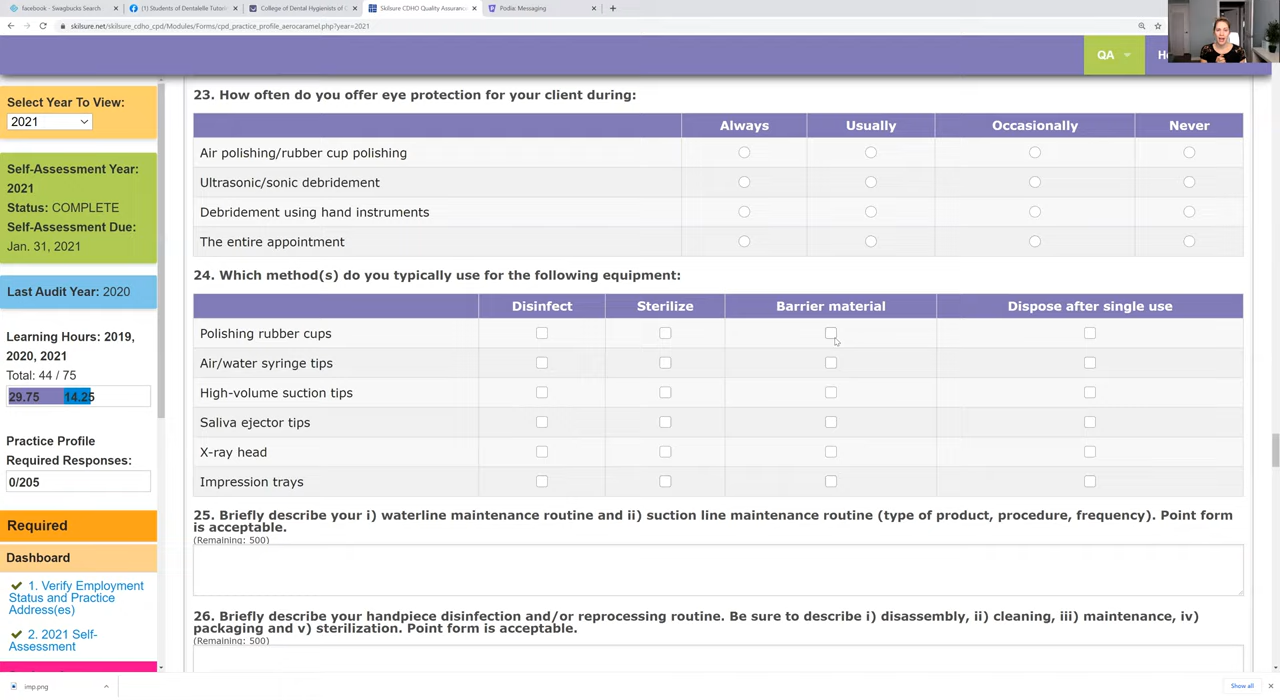 facebook - Swagbucks Search
(1) Students of Dentalelle Tutori
College of Dental Hygienists of O
Skilsure CDHO Quality Assuranc
Podia: Messaging
skilsure.net/skilsure_cdho_cpd/Modules/Forms/cpd_practice_profile_aerocaramel.php?year=2021
QA
Select Year To View:
2021
Self-Assessment Year:
2021
Status: COMPLETE
Self-Assessment Due:
Jan. 31, 2021
Last Audit Year: 2020
Learning Hours: 2019,
2020, 2021
Total: 44 / 75
29.75 14.25
Practice Profile
Required Responses:
0/205
Required
Dashboard
1. Verify Employment
Status and Practice
Address(es)
2. 2021 Self-
Assessment
23. How often do you offer eye protection for your client during:
Always Usually Occasionally Never
Air polishing/rubber cup polishing
Ultrasonic/sonic debridement
Debridement using hand instruments
The entire appointment
24. Which method(s) do you typically use for the following equipment:
Disinfect Sterilize Barrier material Dispose after single use
Polishing rubber cups
Air/water syringe tips
High-volume suction tips
Saliva ejector tips
X-ray head
Impression trays
25. Briefly describe your i) waterline maintenance routine and ii) suction line maintenance routine (type of product, procedure, frequency). Point form
is acceptable.
(Remaining: 500)
26. Briefly describe your handpiece disinfection and/or reprocessing routine. Be sure to describe i) disassembly, ii) cleaning, iii) maintenance, iv)
packaging and v) sterilization. Point form is acceptable.
(Remaining: 500)
imp.png
Show all